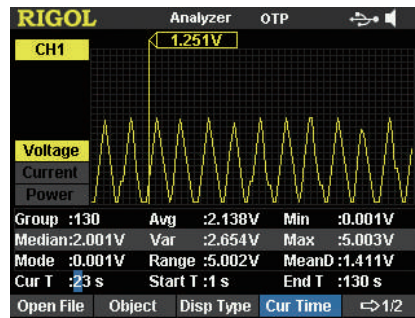 RIGOL Analyzer OTP
CH1
1.251V
Voltage
Current
Power
Group :130 Avg :2.138V Min :0.001V
Median:2.001V Var :2.654V Max :5.003V
Mode :0.001V Range :5.002V MeanD:1.411V
Cur T :23 s Start T :1 s End T :130 s
Open File Object Disp Type Cur Time ⇨1/2